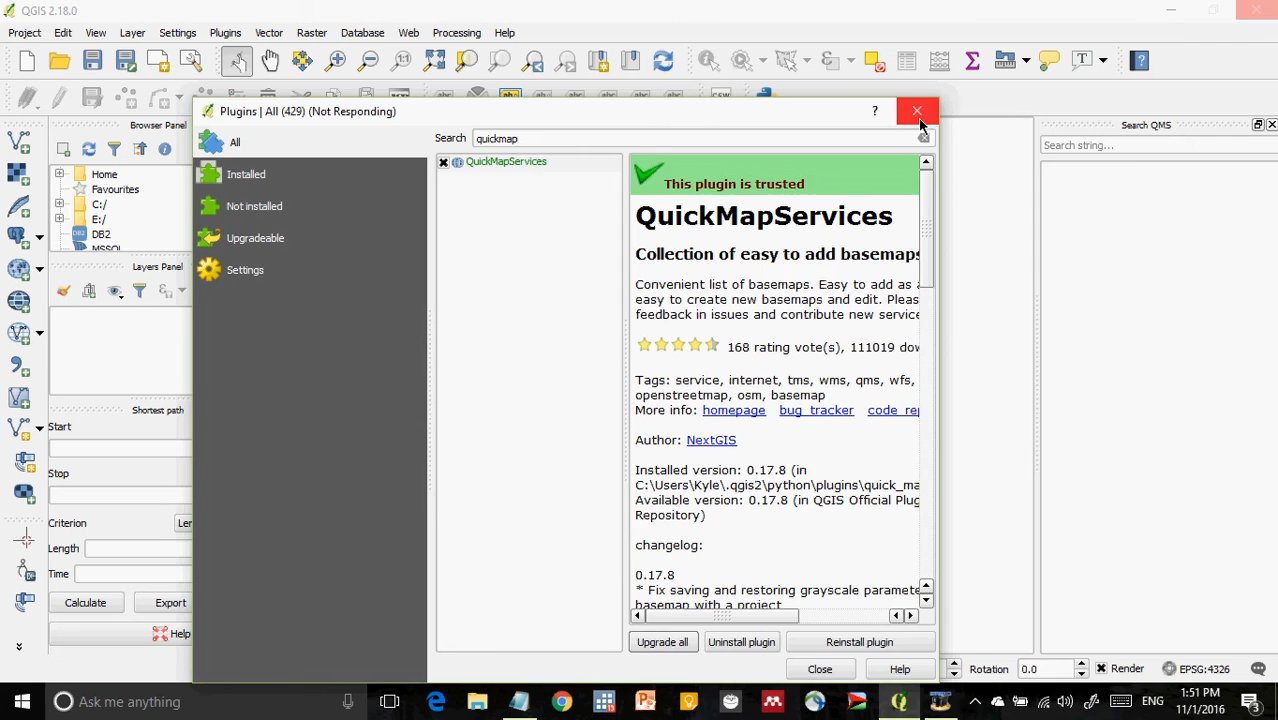 QGIS 2.18.0
Project Edit View Layer Settings Plugins Vector Raster Database Web Processing Help
Browser Panel
Home
Favourites
C:/
E:/
DB2
MSSQL
Layers Panel
Shortest path
Start
Stop
Criterion Len
Length
Time
Calculate Export
Help
Plugins | All (429) (Not Responding)
?
All
Installed
Not installed
Upgradeable
Settings
Search quickmap
QuickMapServices
This plugin is trusted
QuickMapServices
Collection of easy to add basemaps
Convenient list of basemaps. Easy to add as a
easy to create new basemaps and edit. Pleas
feedback in issues and contribute new service
168 rating vote(s), 111019 dow
Tags: service, internet, tms, wms, qms, wfs,
openstreetmap, osm, basemap
More info: homepage bug tracker code rep
Author: NextGIS
Installed version: 0.17.8 (in
C:\Users\Kyle\.qgis2\python\plugins\quick_ma
Available version: 0.17.8 (in QGIS Official Plug
Repository)
changelog:
0.17.8
* Fix saving and restoring grayscale paramete
basemap with a project
Upgrade all Uninstall plugin Reinstall plugin
Close Help
Search QMS
Search string...
Rotation 0.0 Render EPSG:4326
Ask me anything
ENG
1:51 PM
11/1/2016
3